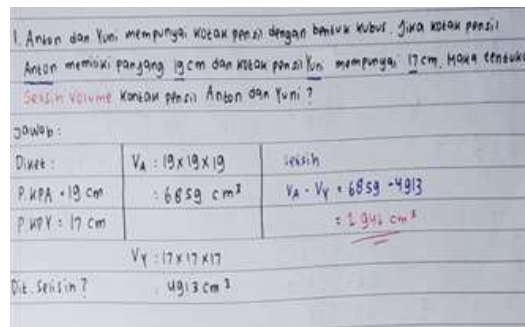 1. Anton dan Yuni mempunyai kotak pensil dengan bentuk kubus. Jika kotak pensil
Anton memiliki panjang 19 cm dan kotak pensil Yuni mempunyai 17 cm. Maka tentuka
Selisih volume kontak pensil Anton dan Yuni?
Jawab:
Diket:
P.KPA = 19 cm
P.KPY = 17 cm
Dit. Selisih?
VA : 19 x 19 x 19
: 6859 cm³
VY : 17 x 17 x 17
: 4913 cm³
selisih
VA - VY = 6859 - 4913
= 1.946 cm³